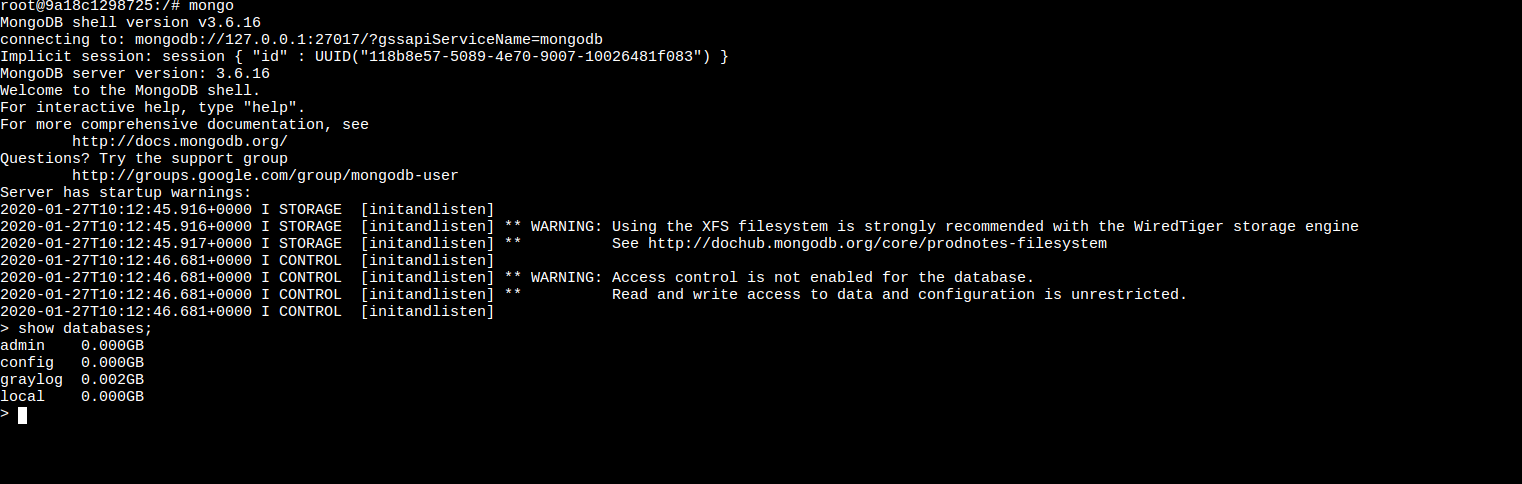 root@9a18c1298725:/# mongo
MongoDB shell version v3.6.16
connecting to: mongodb://127.0.0.1:27017/?gssapiServiceName=mongodb
Implicit session: session { "id" : UUID("118b8e57-5089-4e70-9007-10026481f083") }
MongoDB server version: 3.6.16
Welcome to the MongoDB shell.
For interactive help, type "help".
For more comprehensive documentation, see
        http://docs.mongodb.org/
Questions? Try the support group
        http://groups.google.com/group/mongodb-user
Server has startup warnings:
2020-01-27T10:12:45.916+0000 I STORAGE  [initandlisten]
2020-01-27T10:12:45.916+0000 I STORAGE  [initandlisten] ** WARNING: Using the XFS filesystem is strongly recommended with the WiredTiger storage engine
2020-01-27T10:12:45.917+0000 I STORAGE  [initandlisten] **          See http://dochub.mongodb.org/core/prodnotes-filesystem
2020-01-27T10:12:46.681+0000 I CONTROL  [initandlisten]
2020-01-27T10:12:46.681+0000 I CONTROL  [initandlisten] ** WARNING: Access control is not enabled for the database.
2020-01-27T10:12:46.681+0000 I CONTROL  [initandlisten] **          Read and write access to data and configuration is unrestricted.
2020-01-27T10:12:46.681+0000 I CONTROL  [initandlisten]
> show databases;
admin    0.000GB
config   0.000GB
graylog  0.002GB
local    0.000GB
>